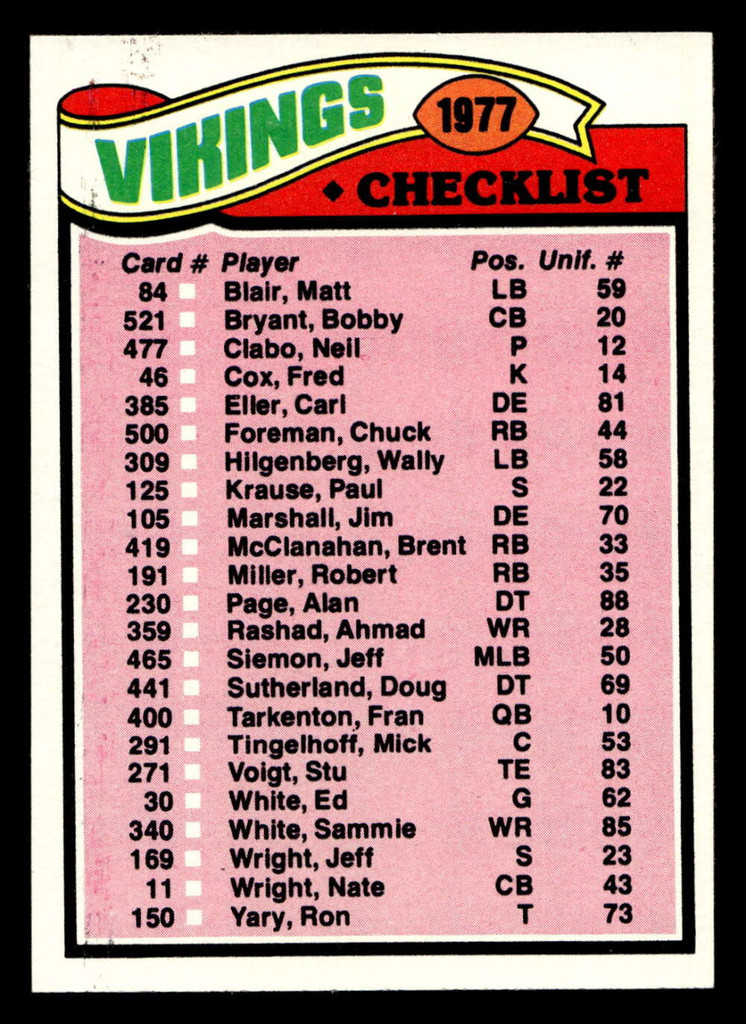 VIKINGS 1977
◆ CHECKLIST
Card # Player Pos. Unif. #
84 Blair, Matt LB 59
521 Bryant, Bobby CB 20
477 Clabo, Neil P 12
46 Cox, Fred K 14
385 Eller, Carl DE 81
500 Foreman, Chuck RB 44
309 Hilgenberg, Wally LB 58
125 Krause, Paul S 22
105 Marshall, Jim DE 70
419 McClanahan, Brent RB 33
191 Miller, Robert RB 35
230 Page, Alan DT 88
359 Rashad, Ahmad WR 28
465 Siemon, Jeff MLB 50
441 Sutherland, Doug DT 69
400 Tarkenton, Fran QB 10
291 Tingelhoff, Mick C 53
271 Voigt, Stu TE 83
30 White, Ed G 62
340 White, Sammie WR 85
169 Wright, Jeff S 23
11 Wright, Nate CB 43
150 Yary, Ron T 73